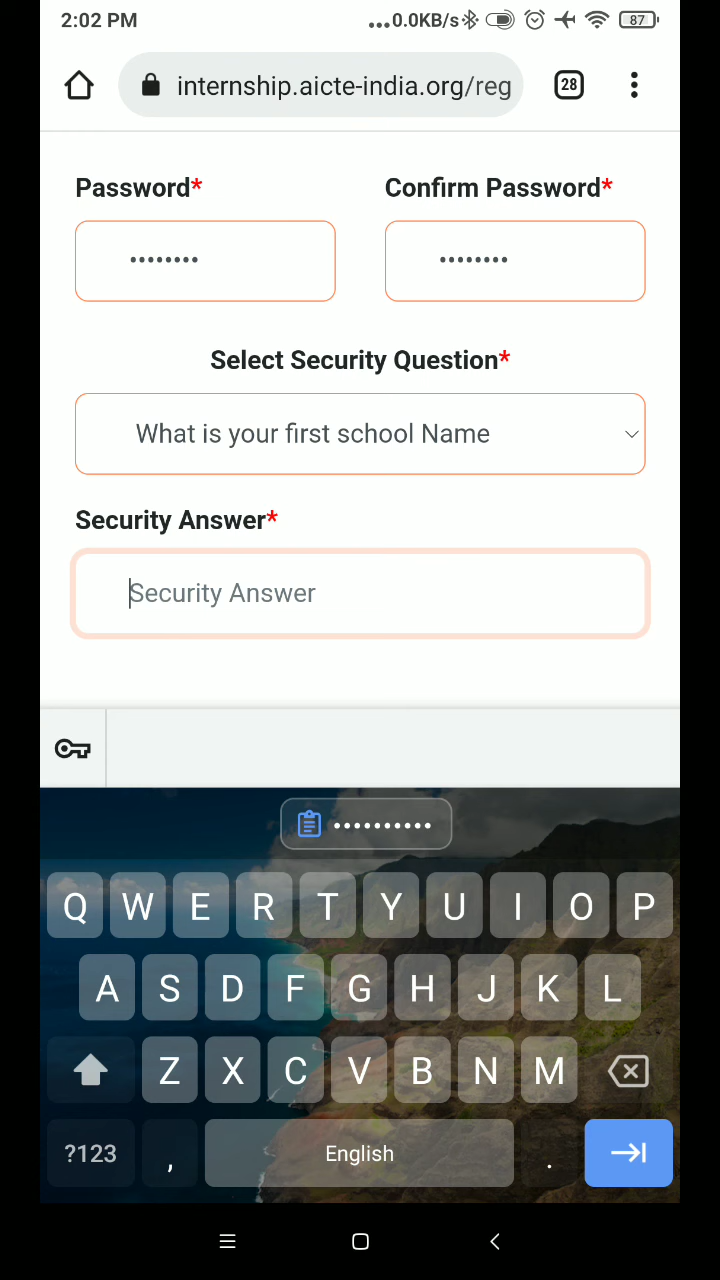 2:02 PM ...0.0KB/s 87
internship.aicte-india.org/reg 28
Password* Confirm Password*
•••••••• ••••••••
Select Security Question*
What is your first school Name
Security Answer*
Security Answer
••••••••••
Q W E R T Y U I O P
A S D F G H J K L
Z X C V B N M
?123 , English .